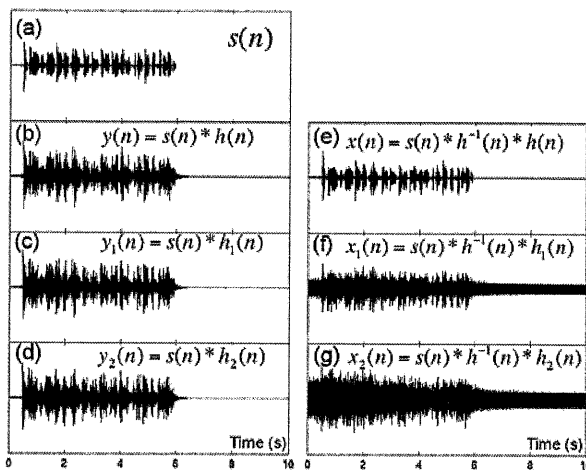 (a) s(n)
(b) y(n) = s(n) * h(n)
(c) y₁(n) = s(n) * h₁(n)
(d) y₂(n) = s(n) * h₂(n)
Time (s)
0 2 4 6 8 10
(e) x(n) = s(n) * h⁻¹(n) * h(n)
(f) x₁(n) = s(n) * h⁻¹(n) * h₁(n)
(g) x₂(n) = s(n) * h⁻¹(n) * h₂(n)
Time (s)
0 2 4 6 8 1